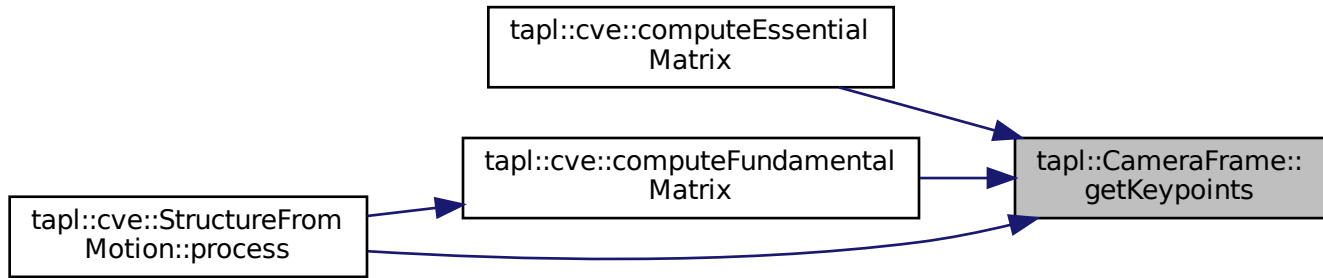 tapl::cve::computeEssential
Matrix
tapl::cve::computeFundamental
Matrix
tapl::CameraFrame::
getKeypoints
tapl::cve::StructureFrom
Motion::process